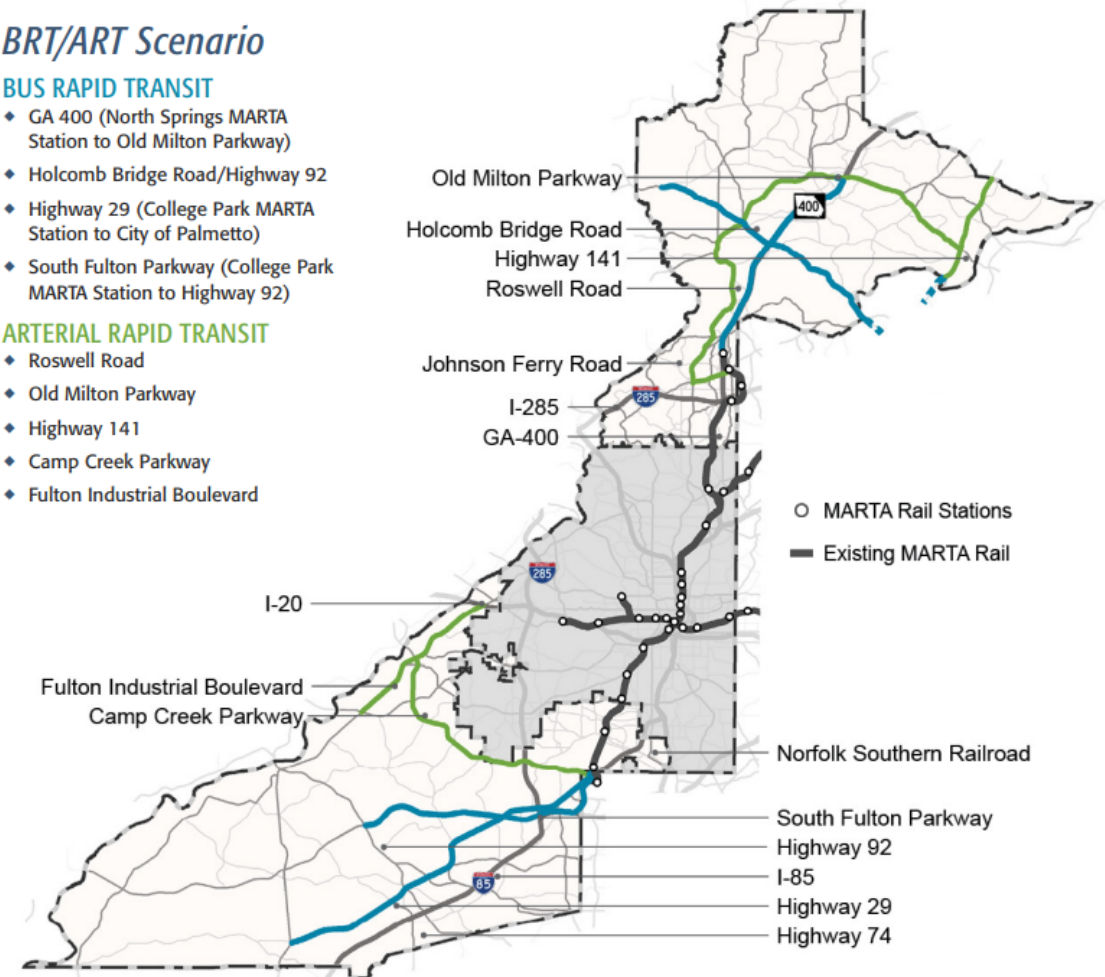 BRT/ART Scenario
BUS RAPID TRANSIT
◆ GA 400 (North Springs MARTA
Station to Old Milton Parkway)
◆ Holcomb Bridge Road/Highway 92
◆ Highway 29 (College Park MARTA
Station to City of Palmetto)
◆ South Fulton Parkway (College Park
MARTA Station to Highway 92)
ARTERIAL RAPID TRANSIT
◆ Roswell Road
◆ Old Milton Parkway
◆ Highway 141
◆ Camp Creek Parkway
◆ Fulton Industrial Boulevard
Old Milton Parkway
400
Holcomb Bridge Road
Highway 141
Roswell Road
Johnson Ferry Road
285
I-285
GA-400
MARTA Rail Stations
Existing MARTA Rail
285
I-20
Fulton Industrial Boulevard
Camp Creek Parkway
Norfolk Southern Railroad
South Fulton Parkway
Highway 92
I-85
85
Highway 29
Highway 74